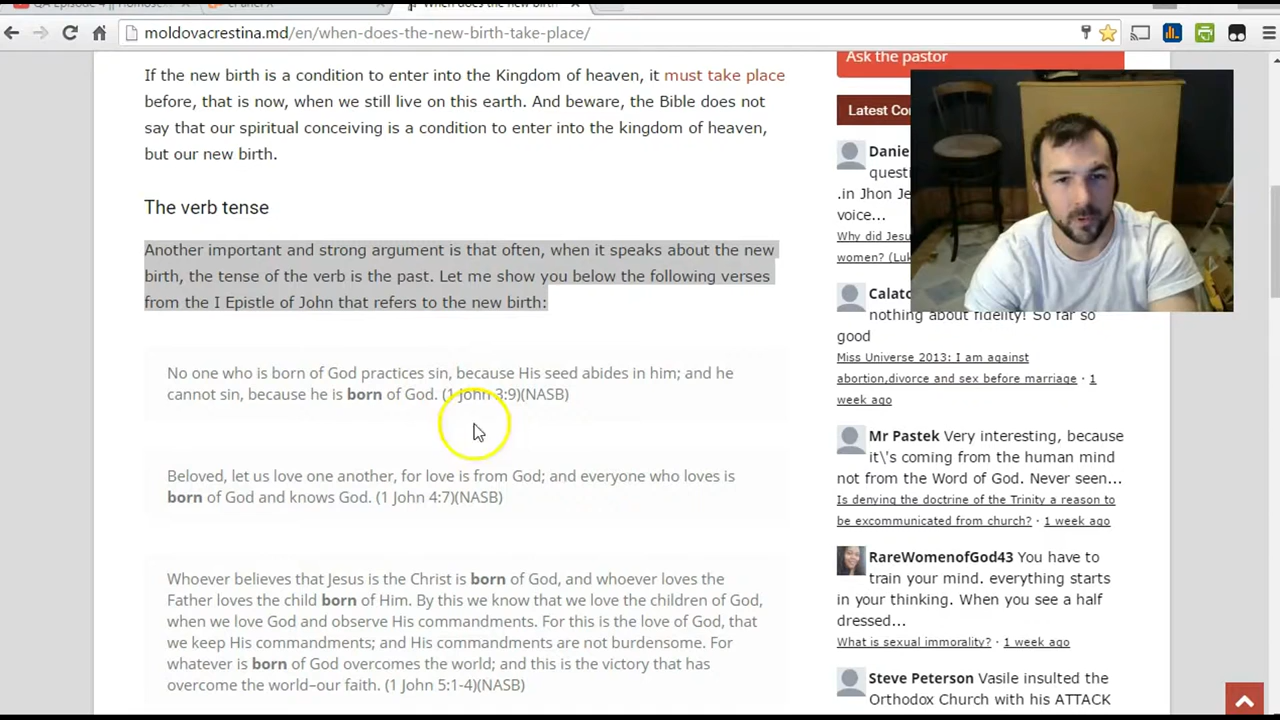 moldovacrestina.md/en/when-does-the-new-birth-take-place/
If the new birth is a condition to enter into the Kingdom of heaven, it must take place
before, that is now, when we still live on this earth. And beware, the Bible does not
say that our spiritual conceiving is a condition to enter into the kingdom of heaven,
but our new birth.
The verb tense
Another important and strong argument is that often, when it speaks about the new
birth, the tense of the verb is the past. Let me show you below the following verses
from the I Epistle of John that refers to the new birth:
No one who is born of God practices sin, because His seed abides in him; and he
cannot sin, because he is born of God. (1 John 3:9)(NASB)
Beloved, let us love one another, for love is from God; and everyone who loves is
born of God and knows God. (1 John 4:7)(NASB)
Whoever believes that Jesus is the Christ is born of God, and whoever loves the
Father loves the child born of Him. By this we know that we love the children of God,
when we love God and observe His commandments. For this is the love of God, that
we keep His commandments; and His commandments are not burdensome. For
whatever is born of God overcomes the world; and this is the victory that has
overcome the world–our faith. (1 John 5:1-4)(NASB)
Ask the pastor
Latest
Danie
questi
.in Jhon Je
voice...
Why did Jesu
women? (Luk
Calato
nothing about fidelity! So far so
good
Miss Universe 2013: I am against
abortion,divorce and sex before marriage · 1
week ago
Mr Pastek Very interesting, because
it\'s coming from the human mind
not from the Word of God. Never seen...
Is denying the doctrine of the Trinity a reason to
be excommunicated from church? · 1 week ago
RareWomenofGod43 You have to
train your mind. everything starts
in your thinking. When you see a half
dressed...
What is sexual immorality? · 1 week ago
Steve Peterson Vasile insulted the
Orthodox Church with his ATTACK